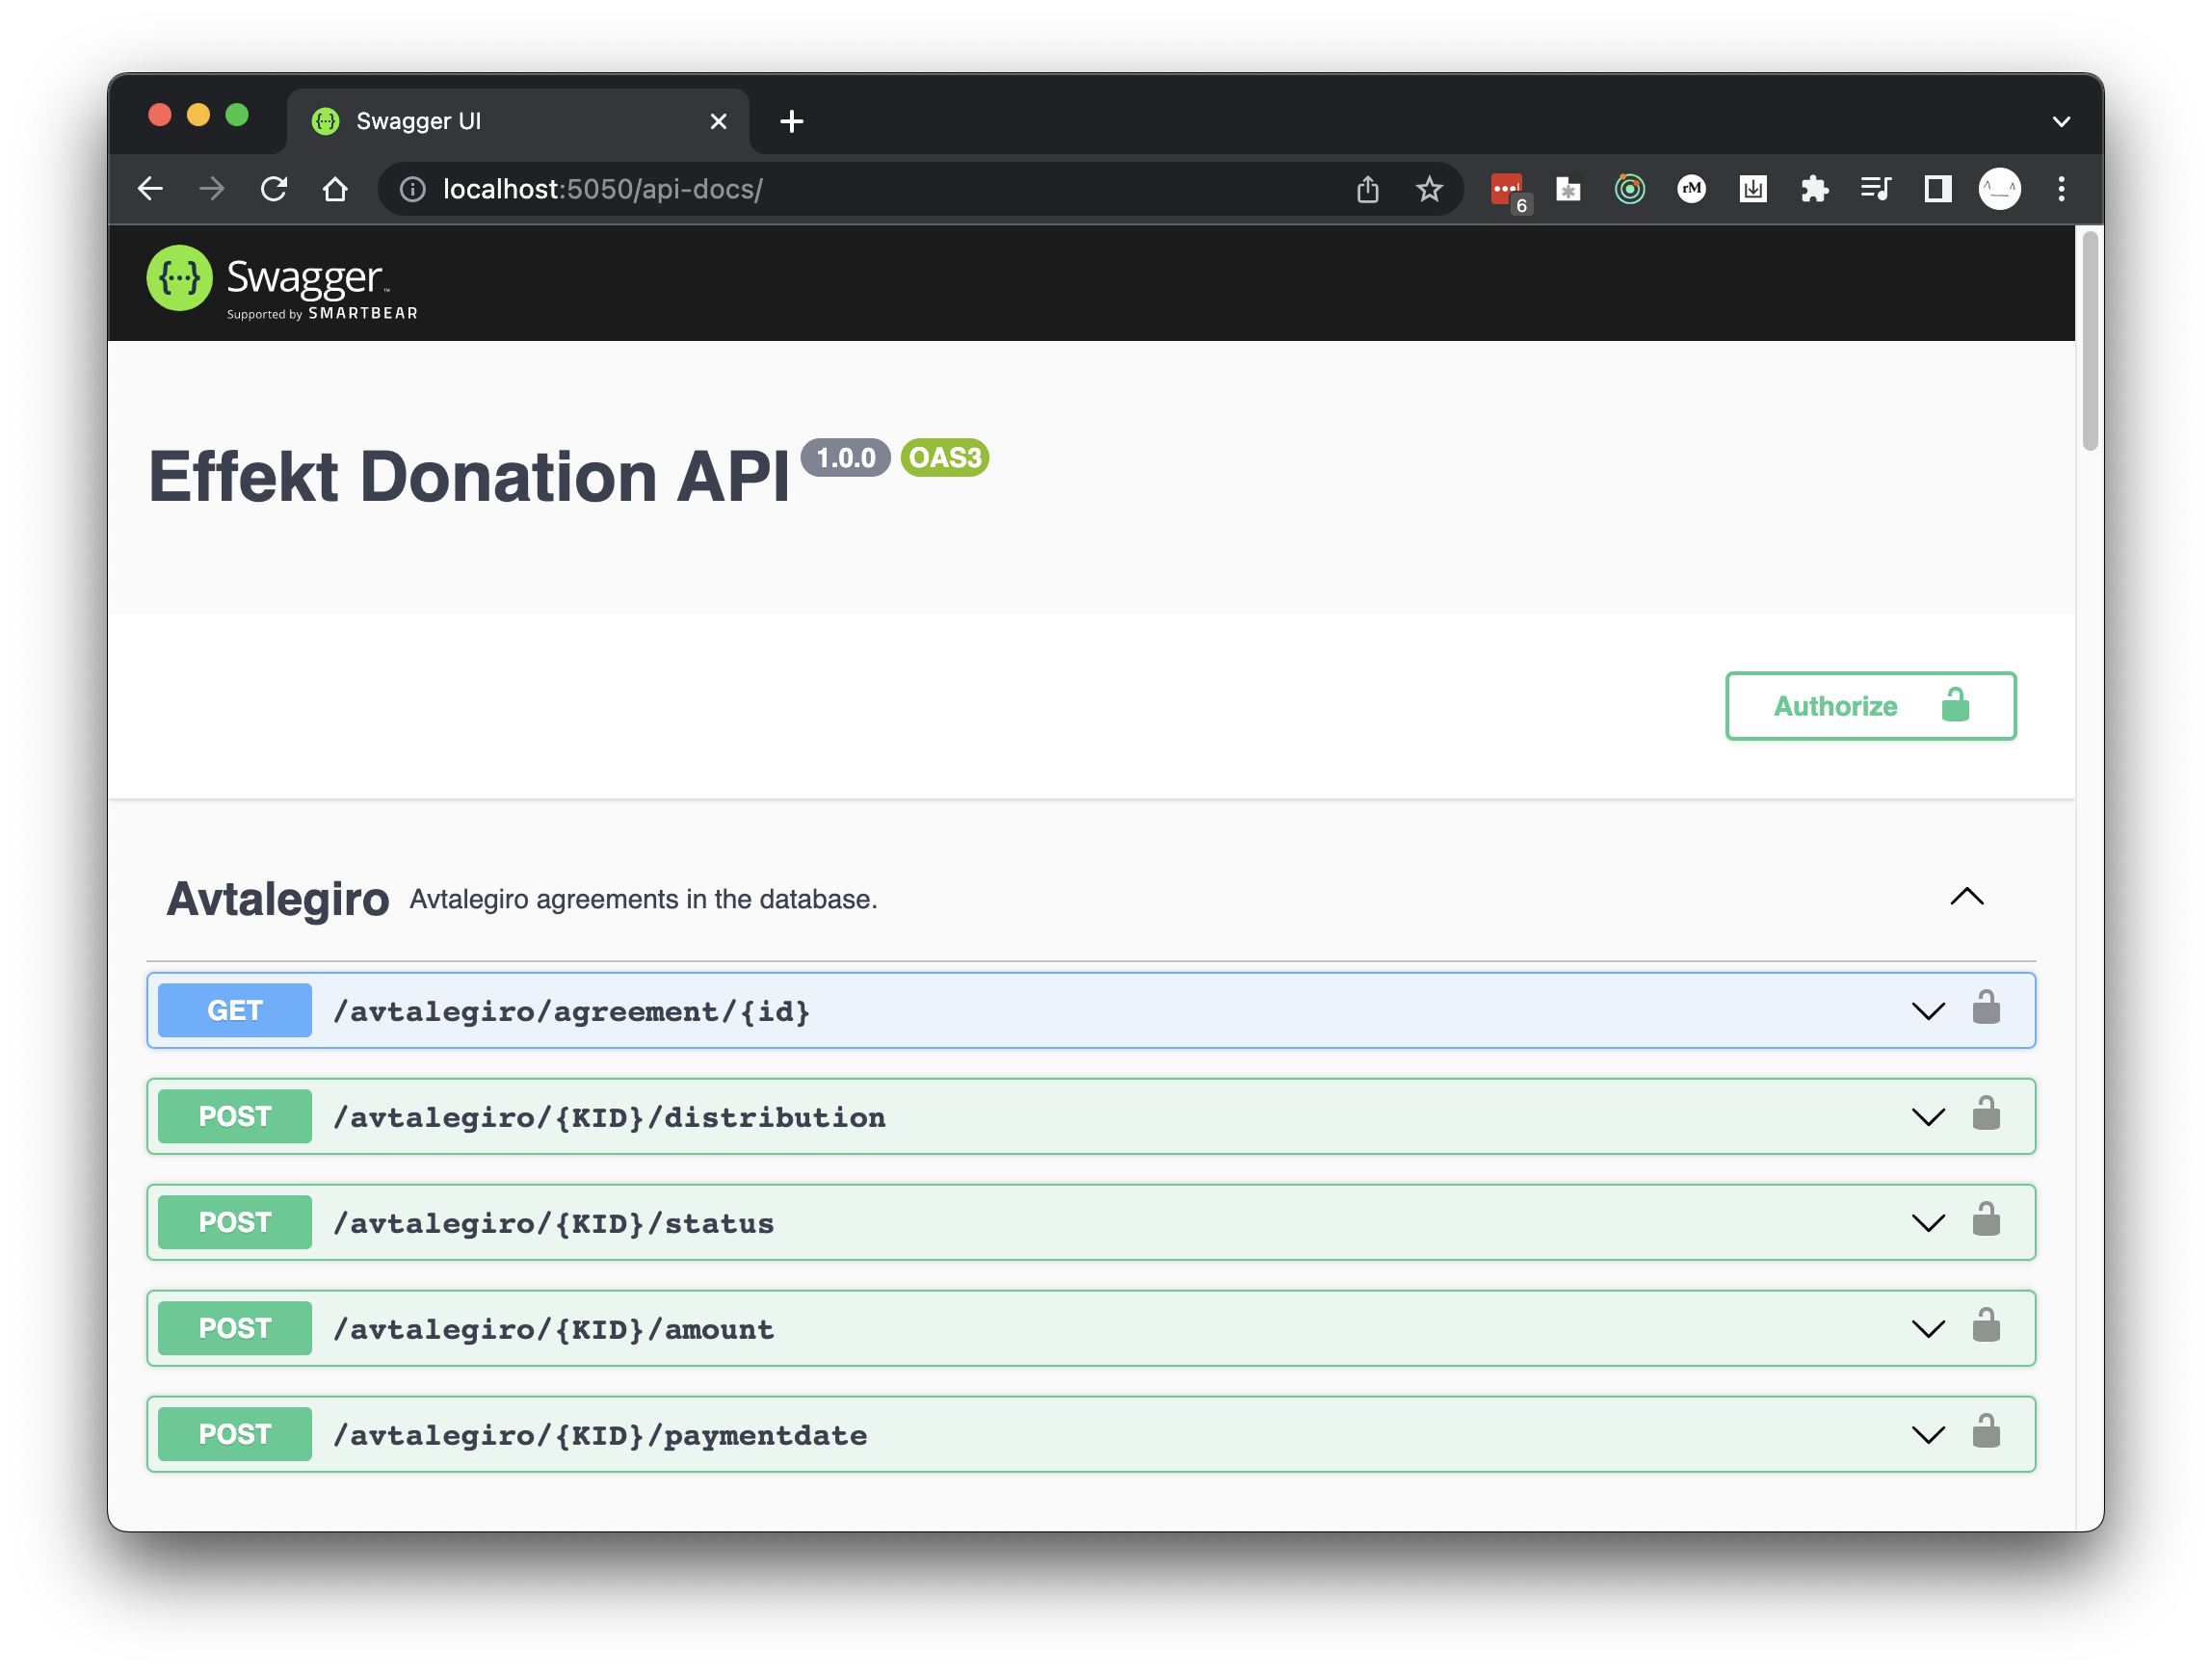 Swagger UI
localhost:5050/api-docs/
6
rM
Swagger™
Supported by SMARTBEAR
Effekt Donation API 1.0.0 OAS3
Authorize
Avtalegiro Avtalegiro agreements in the database.
GET /avtalegiro/agreement/{id}
POST /avtalegiro/{KID}/distribution
POST /avtalegiro/{KID}/status
POST /avtalegiro/{KID}/amount
POST /avtalegiro/{KID}/paymentdate